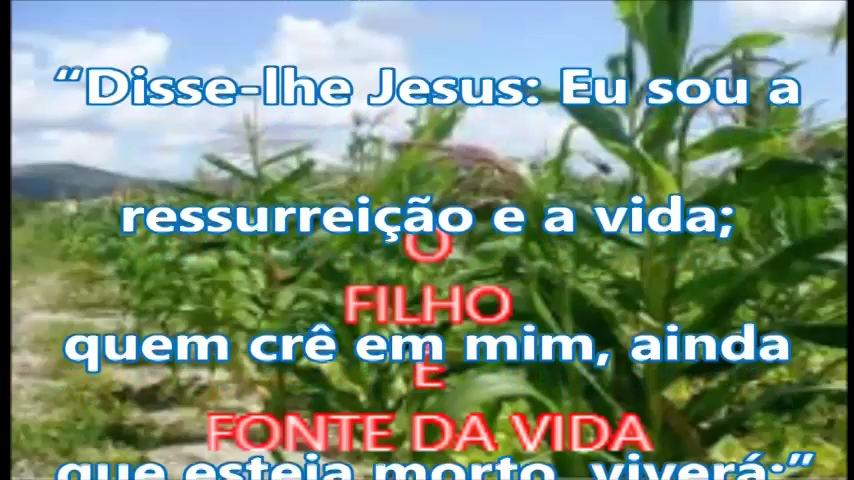 “Disse-lhe Jesus: Eu sou a
ressurreição e a vida;
O
FILHO
quem crê em mim, ainda
É
FONTE DA VIDA
que esteja morto, viverá;”